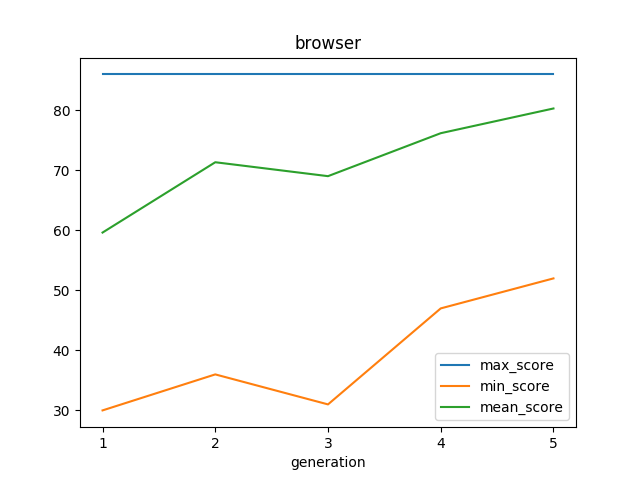 browser
80
70
60
50
40
30
max_score
min_score
mean_score
1 2 3 4 5
generation